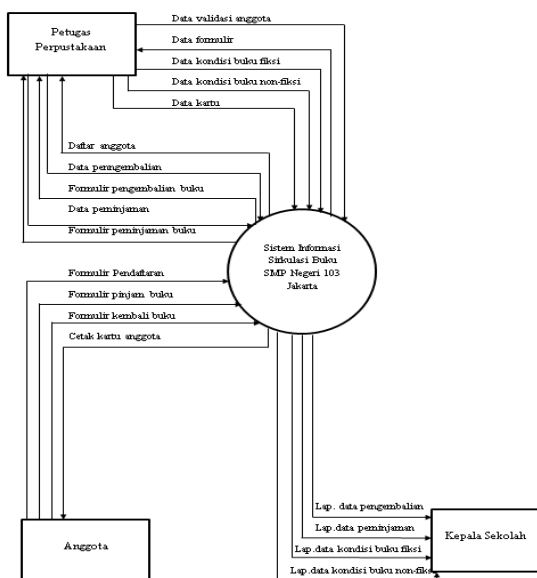 Petugas
Perpustakaan
Data validasi anggota
Data formulir
Data kondisi buku fiksi
Data kondisi buku non-fiksi
Data kartu
Daftar anggota
Data penngembalian
Formulir pengembalian buku
Data peminjaman
Formulir peminjaman buku
Sistem Informasi
Sirkulasi Buku
SMP Negeri 103
Jakarta
Formulir Pendaftaran
Formulir pinjam buku
Formulir kembali buku
Cetak kartu anggota
Lap. data pengembalian
Lap.data peminjaman
Lap.data kondisi buku fiksi
Lap.data kondisi buku non-fiks
Kepala Sekolah
Anggota